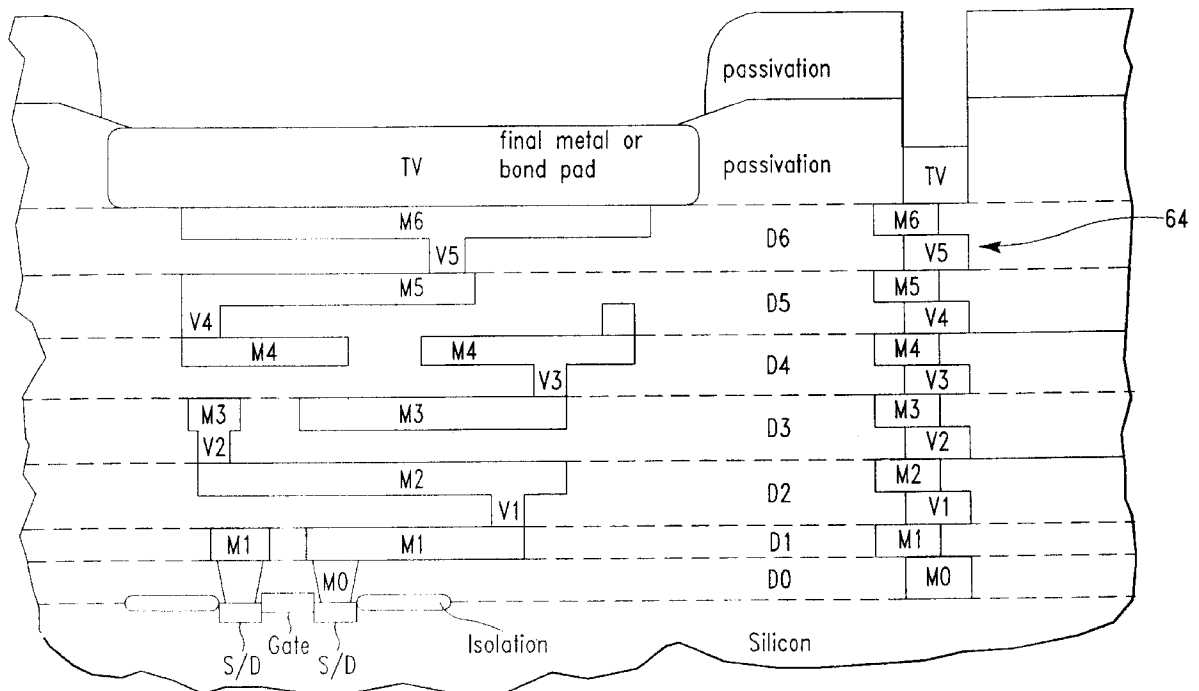 passivation
final metal or
bond pad
TV
passivation
TV
M6
D6
M6
64
V5
V5
M5
D5
M5
V4
V4
M4
M4
D4
M4
V3
V3
M3
M3
D3
M3
V2
V2
M2
D2
M2
V1
V1
M1
M1
D1
M1
M0
D0
M0
Gate
Isolation
Silicon
S/D
S/D